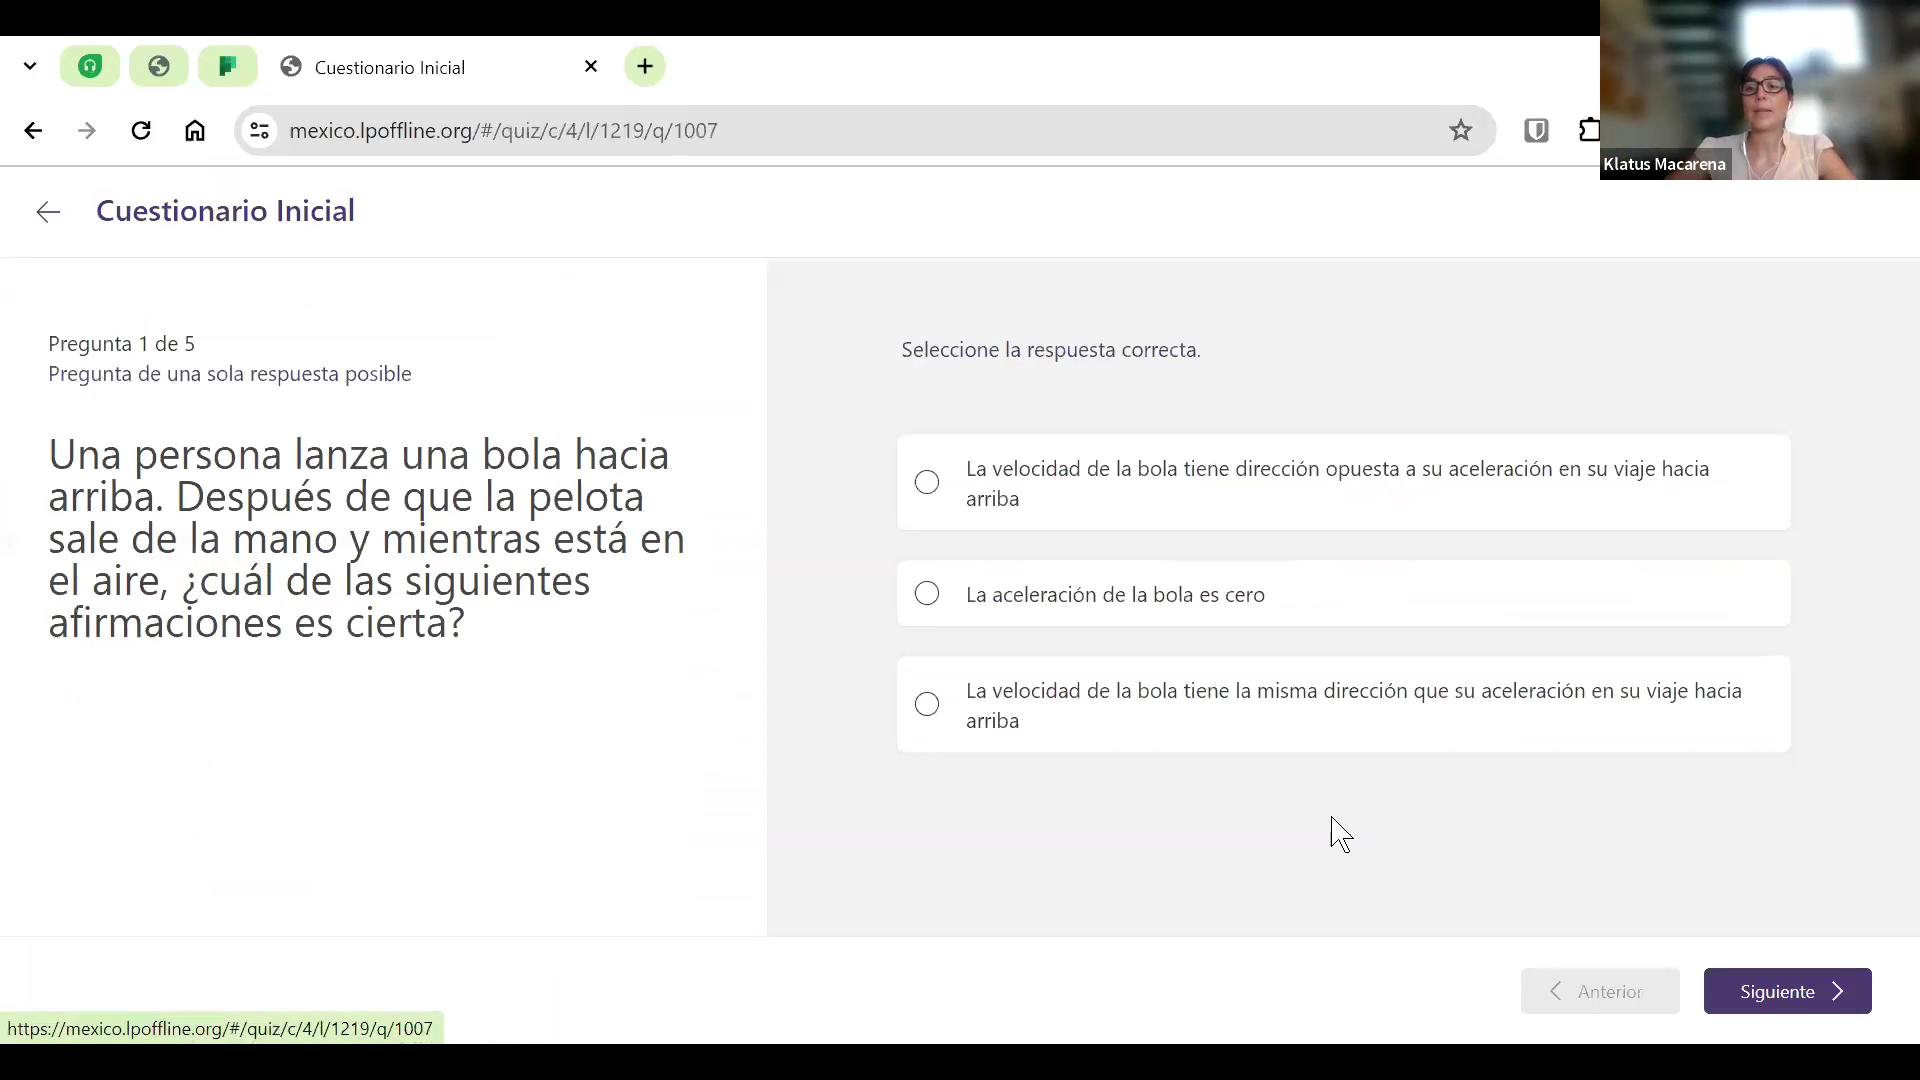 Cuestionario Inicial
mexico.lpoffline.org/#/quiz/c/4/l/1219/q/1007
Klatus Macarena
Cuestionario Inicial
Pregunta 1 de 5
Pregunta de una sola respuesta posible
Una persona lanza una bola hacia
arriba. Después de que la pelota
sale de la mano y mientras está en
el aire, ¿cuál de las siguientes
afirmaciones es cierta?
Seleccione la respuesta correcta.
La velocidad de la bola tiene dirección opuesta a su aceleración en su viaje hacia
arriba
La aceleración de la bola es cero
La velocidad de la bola tiene la misma dirección que su aceleración en su viaje hacia
arriba
Anterior
Siguiente
https://mexico.lpoffline.org/#/quiz/c/4/l/1219/q/1007